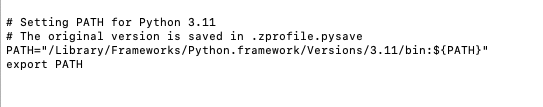 # Setting PATH for Python 3.11
# The original version is saved in .zprofile.pysave
PATH="/Library/Frameworks/Python.framework/Versions/3.11/bin:${PATH}"
export PATH